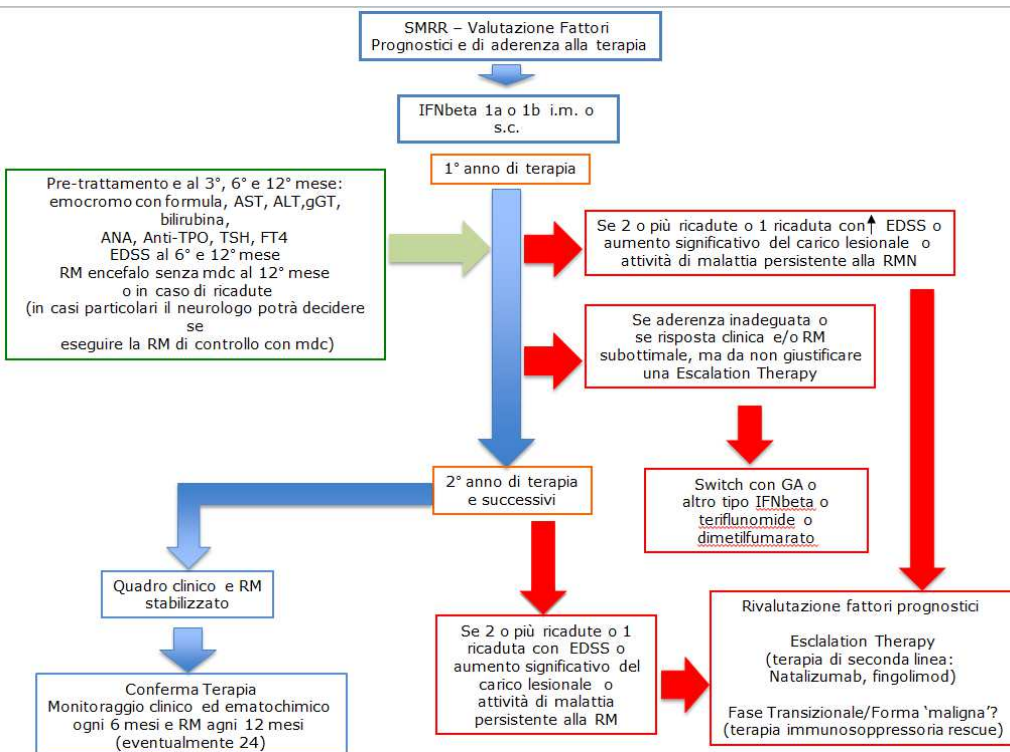 SMRR – Valutazione Fattori
Prognostici e di aderenza alla terapia
IFNbeta 1a o 1b i.m. o
s.c.
1° anno di terapia
Pre-trattamento e al 3°, 6° e 12° mese:
emocromo con formula, AST, ALT,gGT,
bilirubina,
ANA, Anti-TPO, TSH, FT4
EDSS al 6° e 12° mese
RM encefalo senza mdc al 12° mese
o in caso di ricadute
(in casi particolari il neurologo potrà decidere
se
eseguire la RM di controllo con mdc)
Se 2 o più ricadute o 1 ricaduta con EDSS o
aumento significativo del carico lesionale o
attività di malattia persistente alla RMN
Se aderenza inadeguata o
se risposta clinica e/o RM
subottimale, ma da non giustificare
una Escalation Therapy
Switch con GA o
altro tipo IFNbeta o
teriflunomide o
dimetilfumarato
2° anno di terapia
e successivi
Quadro clinico e RM
stabilizzato
Conferma Terapia
Monitoraggio clinico ed ematochimico
ogni 6 mesi e RM agni 12 mesi
(eventualmente 24)
Se 2 o più ricadute o 1
ricaduta con EDSS o
aumento significativo del
carico lesionale o
attività di malattia
persistente alla RM
Rivalutazione fattori prognostici
Esclalation Therapy
(terapia di seconda linea:
Natalizumab, fingolimod)
Fase Transizionale/Forma 'maligna'?
(terapia immunosoppressoria rescue)